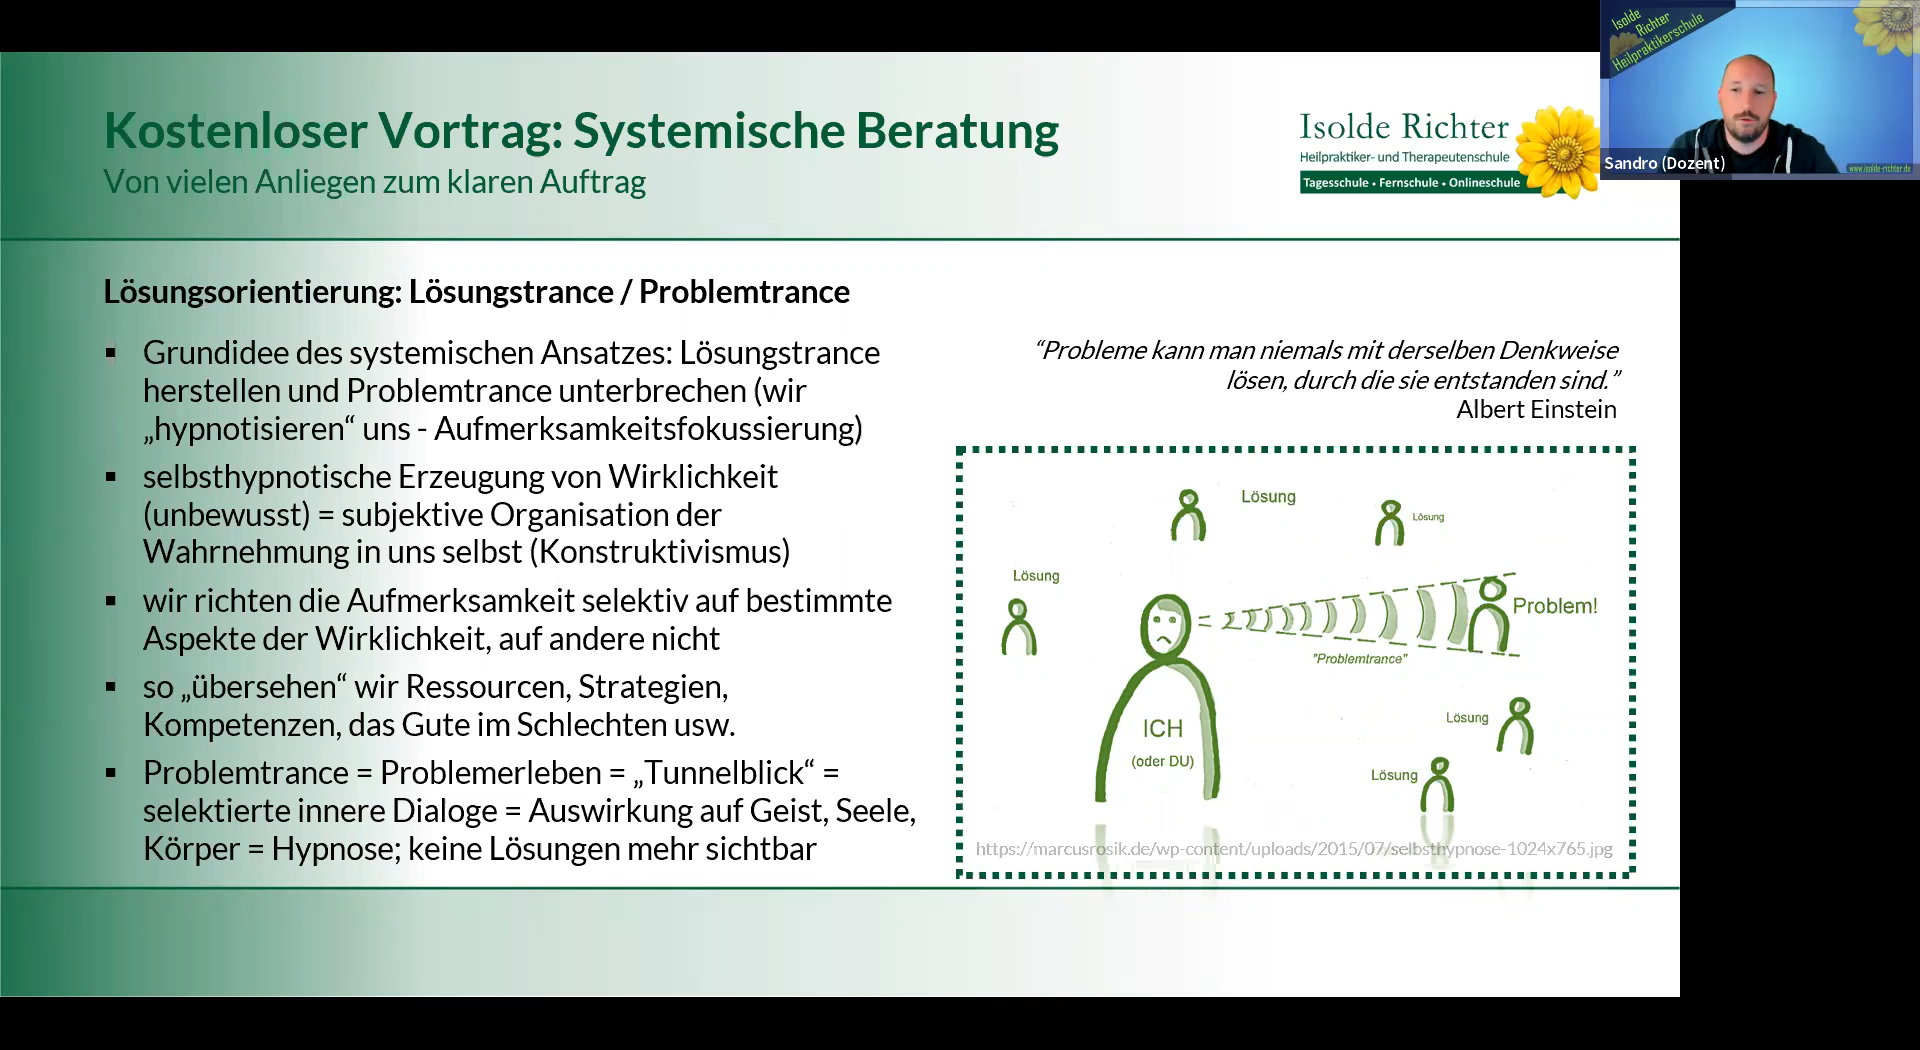 Kostenloser Vortrag: Systemische Beratung
Von vielen Anliegen zum klaren Auftrag
Isolde Richter
Heilpraktiker- und Therapeutenschule
Tagesschule • Fernschule • Onlineschule
Isolde
Richter
Heilpraktikerschule
Sandro (Dozent)
www.isolde-richter.de
Lösungsorientierung: Lösungstrance / Problemtrance
▪ Grundidee des systemischen Ansatzes: Lösungstrance
herstellen und Problemtrance unterbrechen (wir
„hypnotisieren“ uns - Aufmerksamkeitsfokussierung)
▪ selbsthypnotische Erzeugung von Wirklichkeit
(unbewusst) = subjektive Organisation der
Wahrnehmung in uns selbst (Konstruktivismus)
▪ wir richten die Aufmerksamkeit selektiv auf bestimmte
Aspekte der Wirklichkeit, auf andere nicht
▪ so „übersehen“ wir Ressourcen, Strategien,
Kompetenzen, das Gute im Schlechten usw.
▪ Problemtrance = Problemerleben = „Tunnelblick“ =
selektierte innere Dialoge = Auswirkung auf Geist, Seele,
Körper = Hypnose; keine Lösungen mehr sichtbar
“Probleme kann man niemals mit derselben Denkweise
lösen, durch die sie entstanden sind.”
Albert Einstein
Lösung
Lösung
Lösung
Problem!
"Problemtrance"
ICH
(oder DU)
Lösung
Lösung
https://marcusrosik.de/wp-content/uploads/2015/07/selbsthypnose-1024x765.jpg